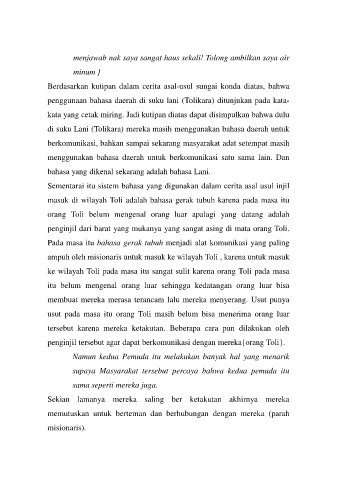 menjawab nak saya sangat haus sekali! Tolong ambilkan saya air
minum }
Berdasarkan kutipan dalam cerita asal-usul sungai konda diatas, bahwa
penggunaan bahasa daerah di suku lani (Tolikara) ditunjukan pada kata-
kata yang cetak miring. Jadi kutipan diatas dapat disimpulkan bahwa dulu
di suku Lani (Tolikara) mereka masih menggunakan bahasa daerah untuk
berkomunikasi, bahkan sampai sekarang masyarakat adat setempat masih
menggunakan bahasa daerah untuk berkomunikasi satu sama lain. Dan
bahasa yang dikenal sekarang adalah bahasa Lani.
Sementarai itu sistem bahasa yang digunakan dalam cerita asal usul injil
masuk di wilayah Toli adalah bahasa gerak tubuh karena pada masa itu
orang Toli belum mengenal orang luar apalagi yang datang adalah
penginjil dari barat yang mukanya yang sangat asing di mata orang Toli.
Pada masa itu bahasa gerak tubuh menjadi alat komunikasi yang paling
ampuh oleh misionaris untuk masuk ke wilayah Toli , karena untuk masuk
ke wilayah Toli pada masa itu sangat sulit karena orang Toli pada masa
itu belum mengenal orang luar sehingga kedatangan orang luar bisa
membuat mereka merasa terancam lalu mereka menyerang. Usut punya
usut pada masa itu orang Toli masih belum bisa menerima orang luar
tersebut karena mereka ketakutan. Beberapa cara pun dilakukan oleh
penginjil tersebut agar dapat berkomunikasi dengan mereka{orang Toli}.
Namun kedua Pemuda itu melakukan banyak hal yang menarik
supaya Masyarakat tersebut percaya bahwa kedua pemuda itu
sama seperti mereka juga.
Sekian lamanya mereka saling ber ketakutan akhirnya mereka
memutuskan untuk berteman dan berhubungan dengan mereka (parah
misionaris).